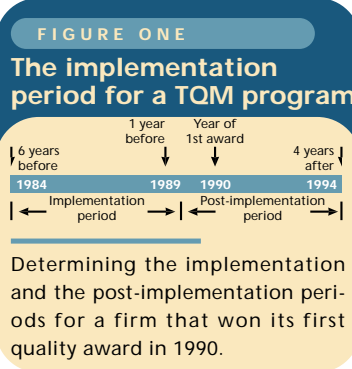 FIGURE ONE
The implementation
period for a TQM program
1 year before
Year of 1st award
6 years before
4 years after
1984 1989 1990 1994
Implementation period
Post-implementation period
Determining the implementation
and the post-implementation peri-
ods for a firm that won its first
quality award in 1990.